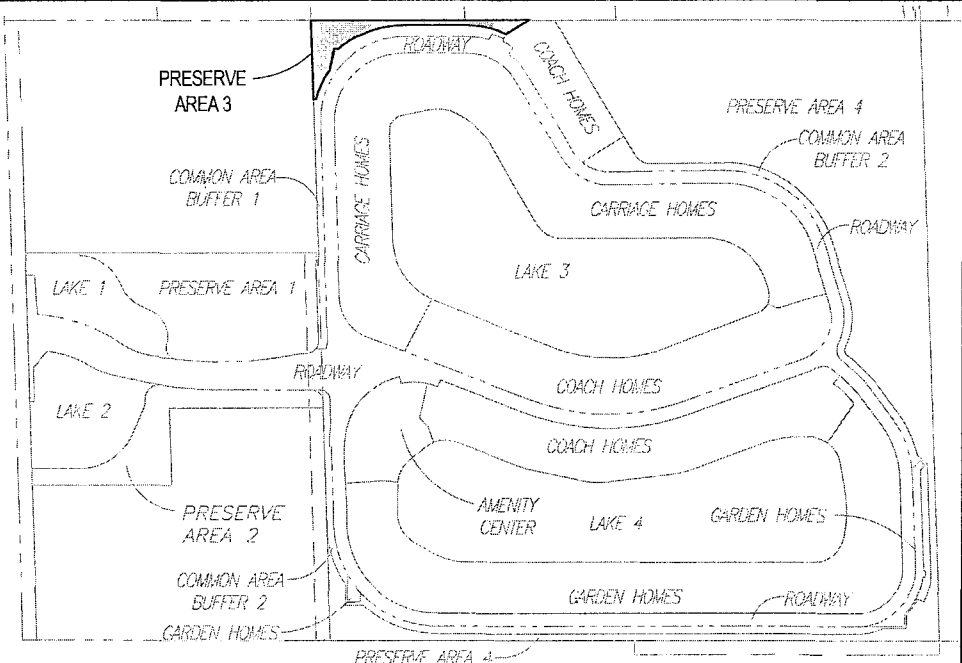 ROADWAY
COACH HOMES
PRESERVE
AREA 3
PRESERVE AREA 4
COMMON AREA
BUFFER 2
COMMON AREA
BUFFER 1
CARRIAGE HOMES
CARRIAGE HOMES
ROADWAY
LAKE 3
LAKE 1
PRESERVE AREA 1
ROADWAY
COACH HOMES
LAKE 2
COACH HOMES
PRESERVE
AREA 2
AMENITY
CENTER
LAKE 4
GARDEN HOMES
COMMON AREA
BUFFER 2
GARDEN HOMES
ROADWAY
GARDEN HOMES
PRESERVE AREA 4